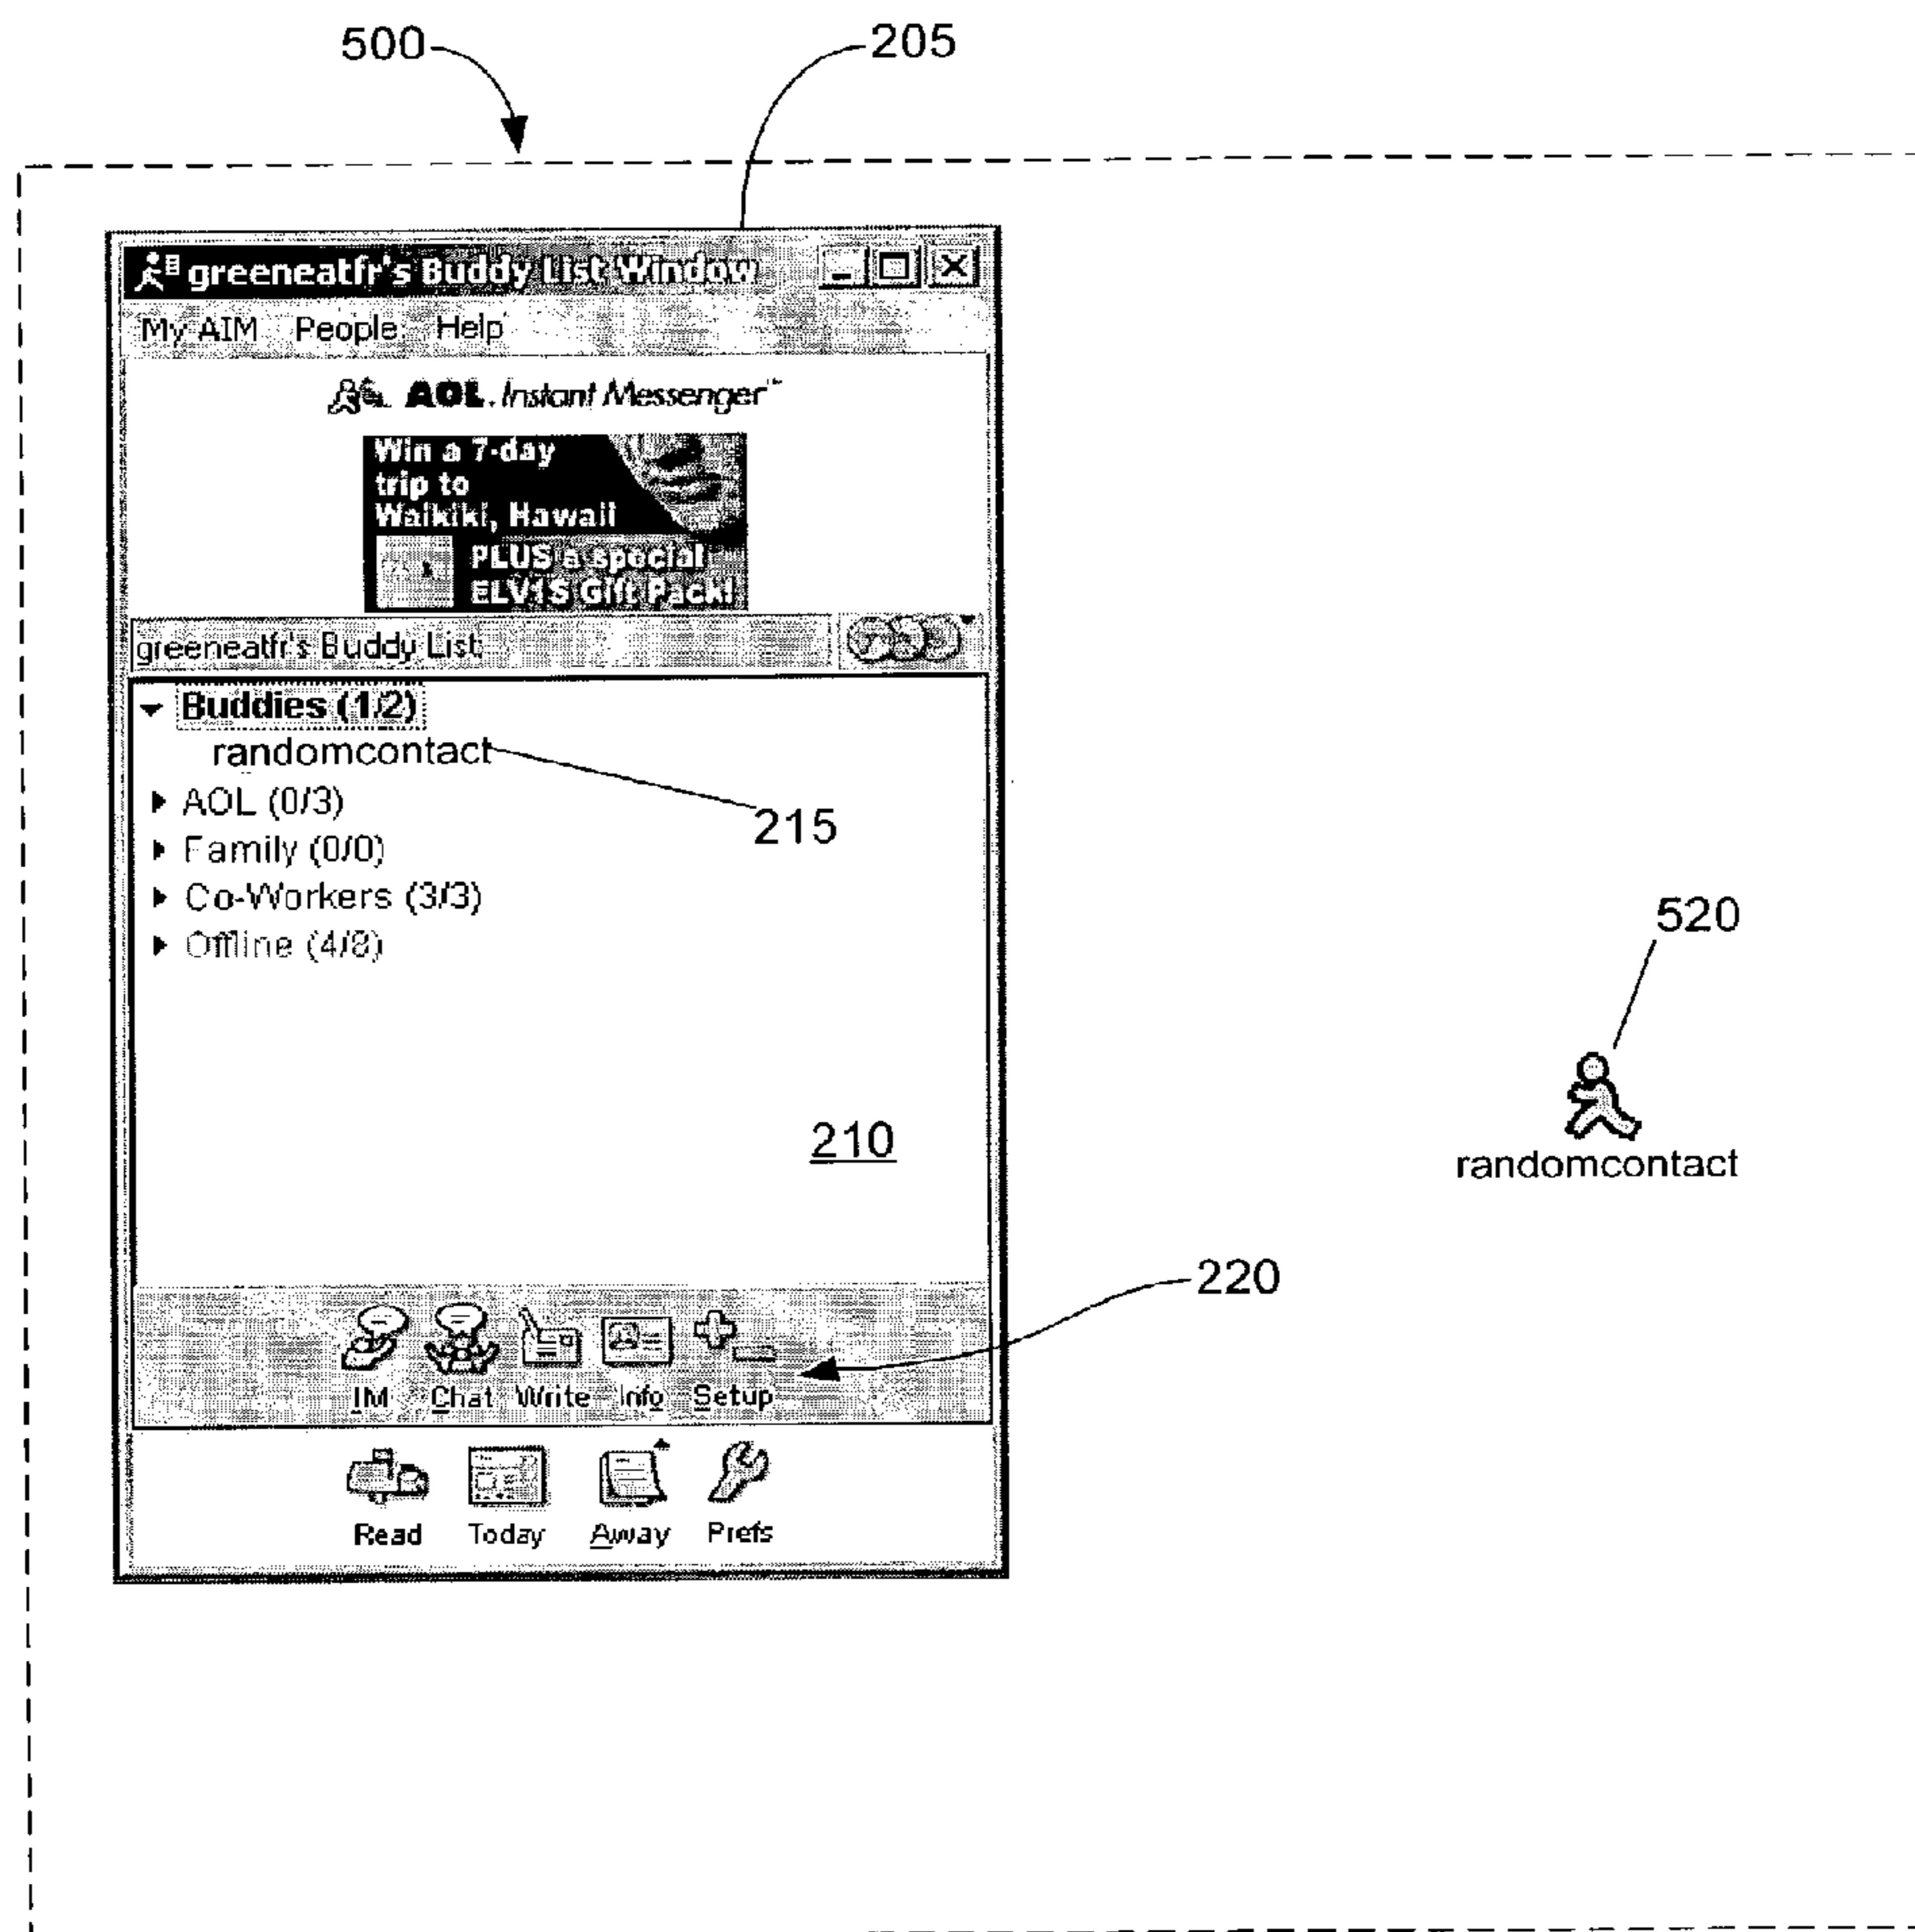 500
205
greeneatfr's Buddy List Window
My AIM People Help
AOL Instant Messenger™
Win a 7-day
trip to
Waikiki, Hawaii
PLUS a special
ELVIS Gift Pack!
greeneatfr's Buddy List
Buddies (1/2)
randomcontact
AOL (0/3)
215
Family (0/0)
Co-Workers (3/3)
Offline (4/8)
520
210
randomcontact
220
IM Chat Write Info Setup
Read Today Away Prefs